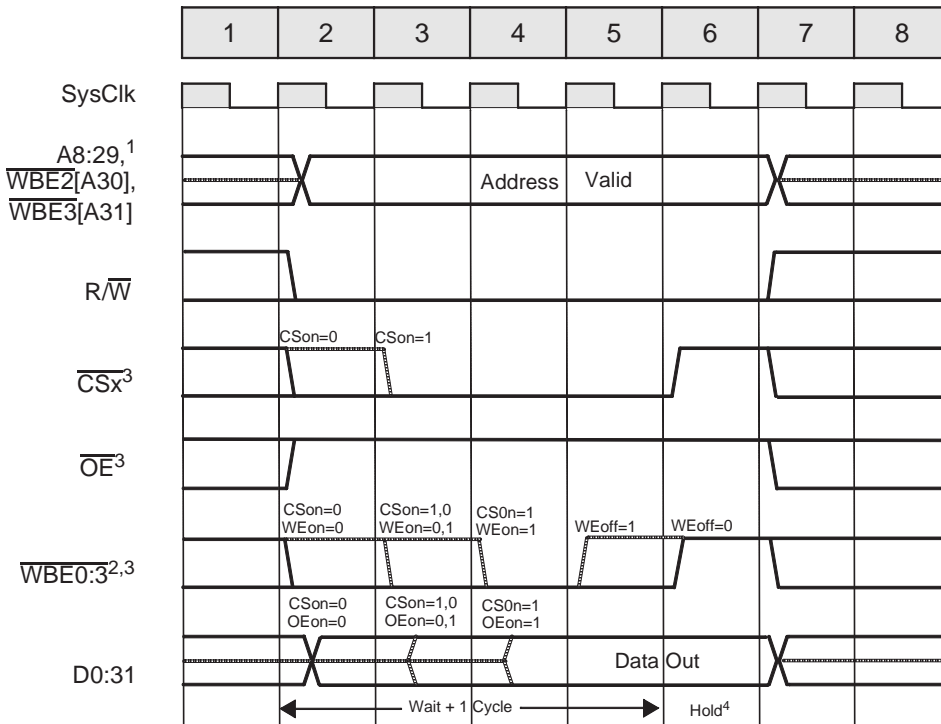 1 2 3 4 5 6 7 8
SysClk
A8:29,1
WBE2[A30],
WBE3[A31]
Address Valid
R/W
CSon=0 CSon=1
CSx3
OE3
CSon=0 CSon=1,0 CS0n=1
WEon=0 WEon=0,1 WEon=1 WEoff=1 WEoff=0
WBE0:32,3
CSon=0 CSon=1,0 CS0n=1
OEon=0 OEon=0,1 OEon=1
D0:31
Data Out
Wait + 1 Cycle Hold4